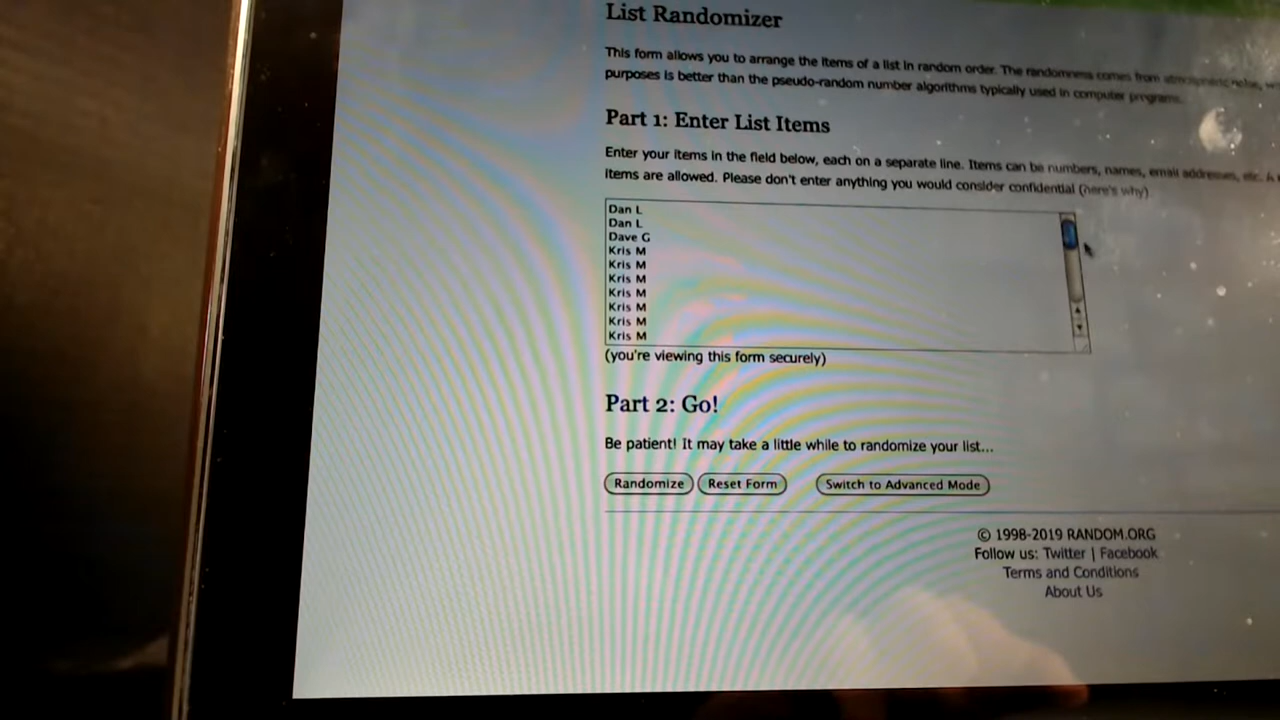 List Randomizer
This form allows you to arrange the items of a list in random order. The randomness comes from atmospheric noise,
purposes is better than the pseudo-random number algorithms typically used in computer programs.
Part 1: Enter List Items
Enter your items in the field below, each on a separate line. Items can be numbers, names, email addresses, etc. A
items are allowed. Please don't enter anything you would consider confidential (here's why)
Dan L
Dan L
Dave G
Kris M
Kris M
Kris M
Kris M
Kris M
Kris M
Kris M
(you're viewing this form securely)
Part 2: Go!
Be patient! It may take a little while to randomize your list...
Randomize Reset Form Switch to Advanced Mode
© 1998-2019 RANDOM.ORG
Follow us: Twitter | Facebook
Terms and Conditions
About Us